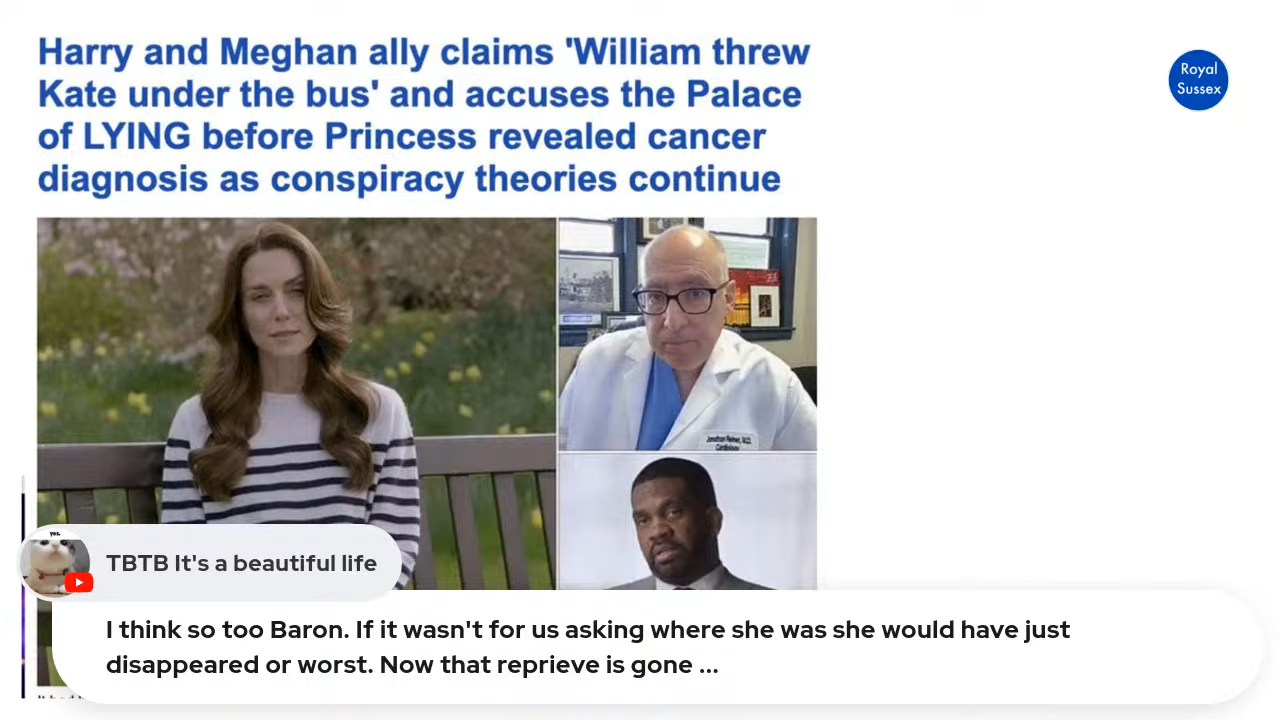 Harry and Meghan ally claims 'William threw
Kate under the bus' and accuses the Palace
of LYING before Princess revealed cancer
diagnosis as conspiracy theories continue
Royal
Sussex
Jonathan Reiner, M.D.
yes.
TBTB It's a beautiful life
I think so too Baron. If it wasn't for us asking where she was she would have just
disappeared or worst. Now that reprieve is gone ...